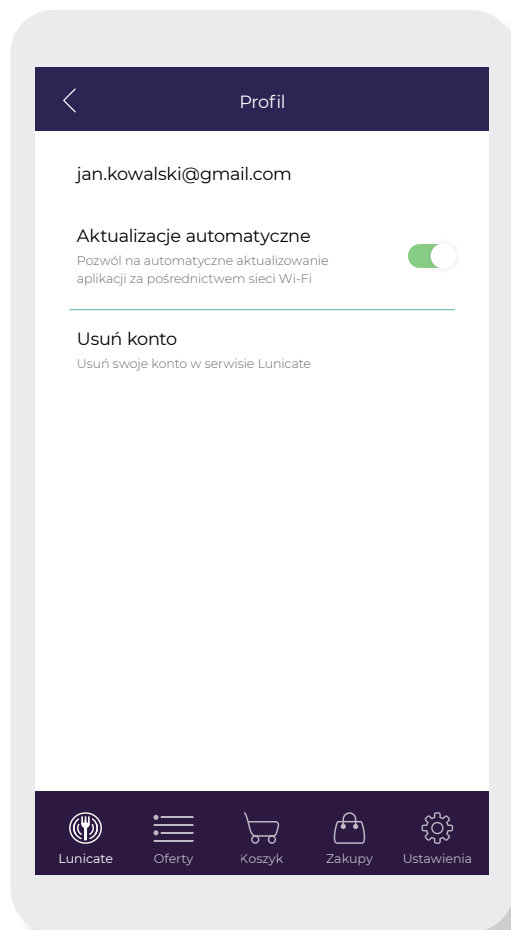 Profil
jan.kowalski@gmail.com
Aktualizacje automatyczne
Pozwól na automatyczne aktualizowanie
aplikacji za pośrednictwem sieci Wi-Fi
Usuń konto
Usuń swoje konto w serwisie Lunicate
Lunicate Oferty Koszyk Zakupy Ustawienia